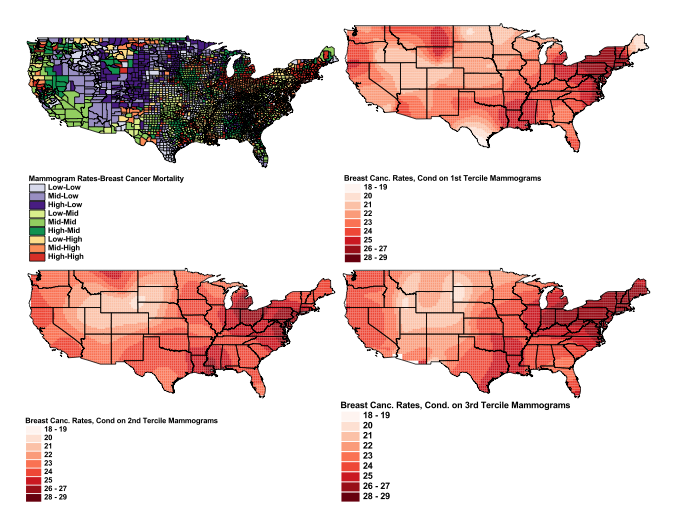 Mammogram Rates-Breast Cancer Mortality
Low-Low
Mid-Low
High-Low
Low-Mid
Mid-Mid
High-Mid
Low-High
Mid-High
High-High
Breast Canc. Rates, Cond on 1st Tercile Mammograms
18 - 19
20
21
22
23
24
25
26 - 27
28 - 29
Breast Canc. Rates, Cond on 2nd Tercile Mammograms
18 - 19
20
21
22
23
24
25
26 - 27
28 - 29
Breast Canc. Rates, Cond. on 3rd Tercile Mammograms
18 - 19
20
21
22
23
24
25
26 - 27
28 - 29